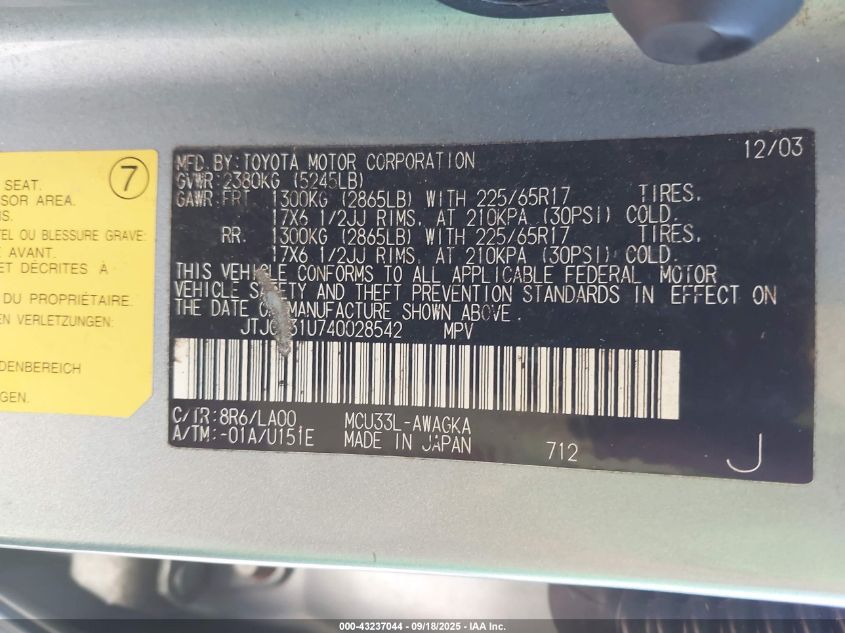 7
SEAT.
SOR AREA.
TEL OU BLESSURE GRAVE:
AVANT.
ET DÉCRITES À
DU PROPRIÉTAIRE.
VERLETZUNGEN
DENBEREICH
AGEN.
12/03
MFD.BY:TOYOTA MOTOR CORPORATION
GVWR:2380KG (5245LB)
GAWR:FRT. 1300KG (2865LB) WITH 225/65R17 TIRES,
17X6 1/2JJ RIMS, AT 210KPA (30PSI) COLD.
RR. 1300KG (2865LB) WITH 225/65R17 TIRES,
17X6 1/2JJ RIMS, AT 210KPA (30PSI) COLD.
THIS VEHICLE CONFORMS TO ALL APPLICABLE FEDERAL MOTOR
VEHICLE SAFETY AND THEFT PREVENTION STANDARDS IN EFFECT ON
THE DATE OF MANUFACTURE SHOWN ABOVE.
31U740028542 MPV
C/TR:8R6/LA00 MCU33L-AWAGKA
A/TM:-01A/U151E MADE IN JAPAN 712 J
000-43237044 - 09/18/2025 - IAA Inc.